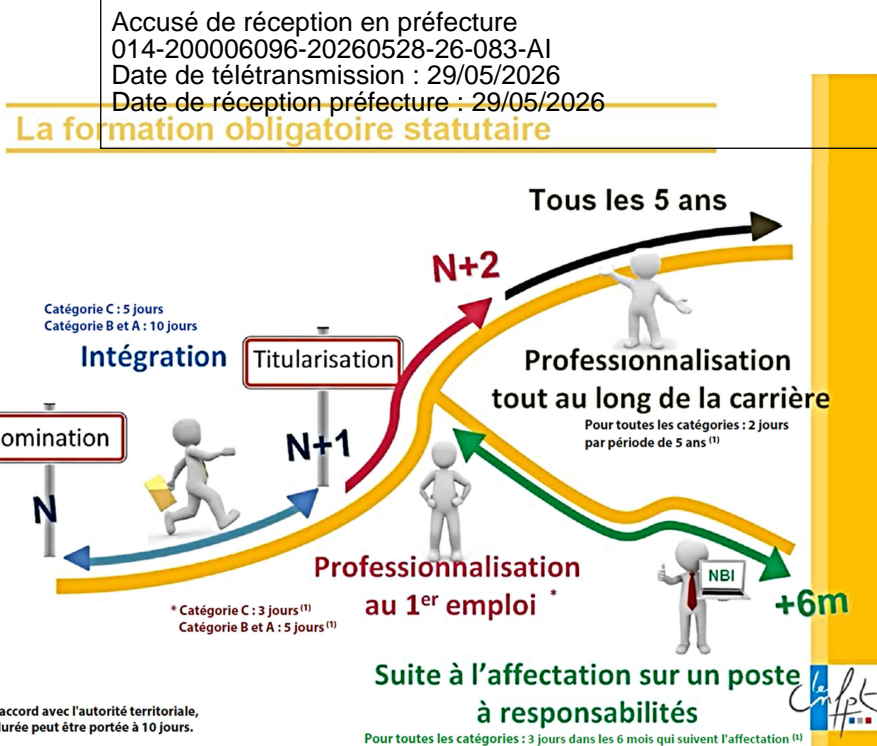 Accusé de réception en préfecture
014-200006096-20260528-26-083-AI
Date de télétransmission : 29/05/2026
Date de réception préfecture : 29/05/2026
La formation obligatoire statutaire
Tous les 5 ans
N+2
Catégorie C : 5 jours
Catégorie B et A : 10 jours
Intégration
Titularisation
Professionnalisation
tout au long de la carrière
Pour toutes les catégories : 2 jours
par période de 5 ans (1)
omination
N+1
N
Professionnalisation
au 1er emploi *
* Catégorie C : 3 jours (1)
Catégorie B et A : 5 jours (1)
NBI
+6m
Suite à l'affectation sur un poste
à responsabilités
Pour toutes les catégories : 3 jours dans les 6 mois qui suivent l'affectation (1)
accord avec l'autorité territoriale,
urée peut être portée à 10 jours.
le cnfpt